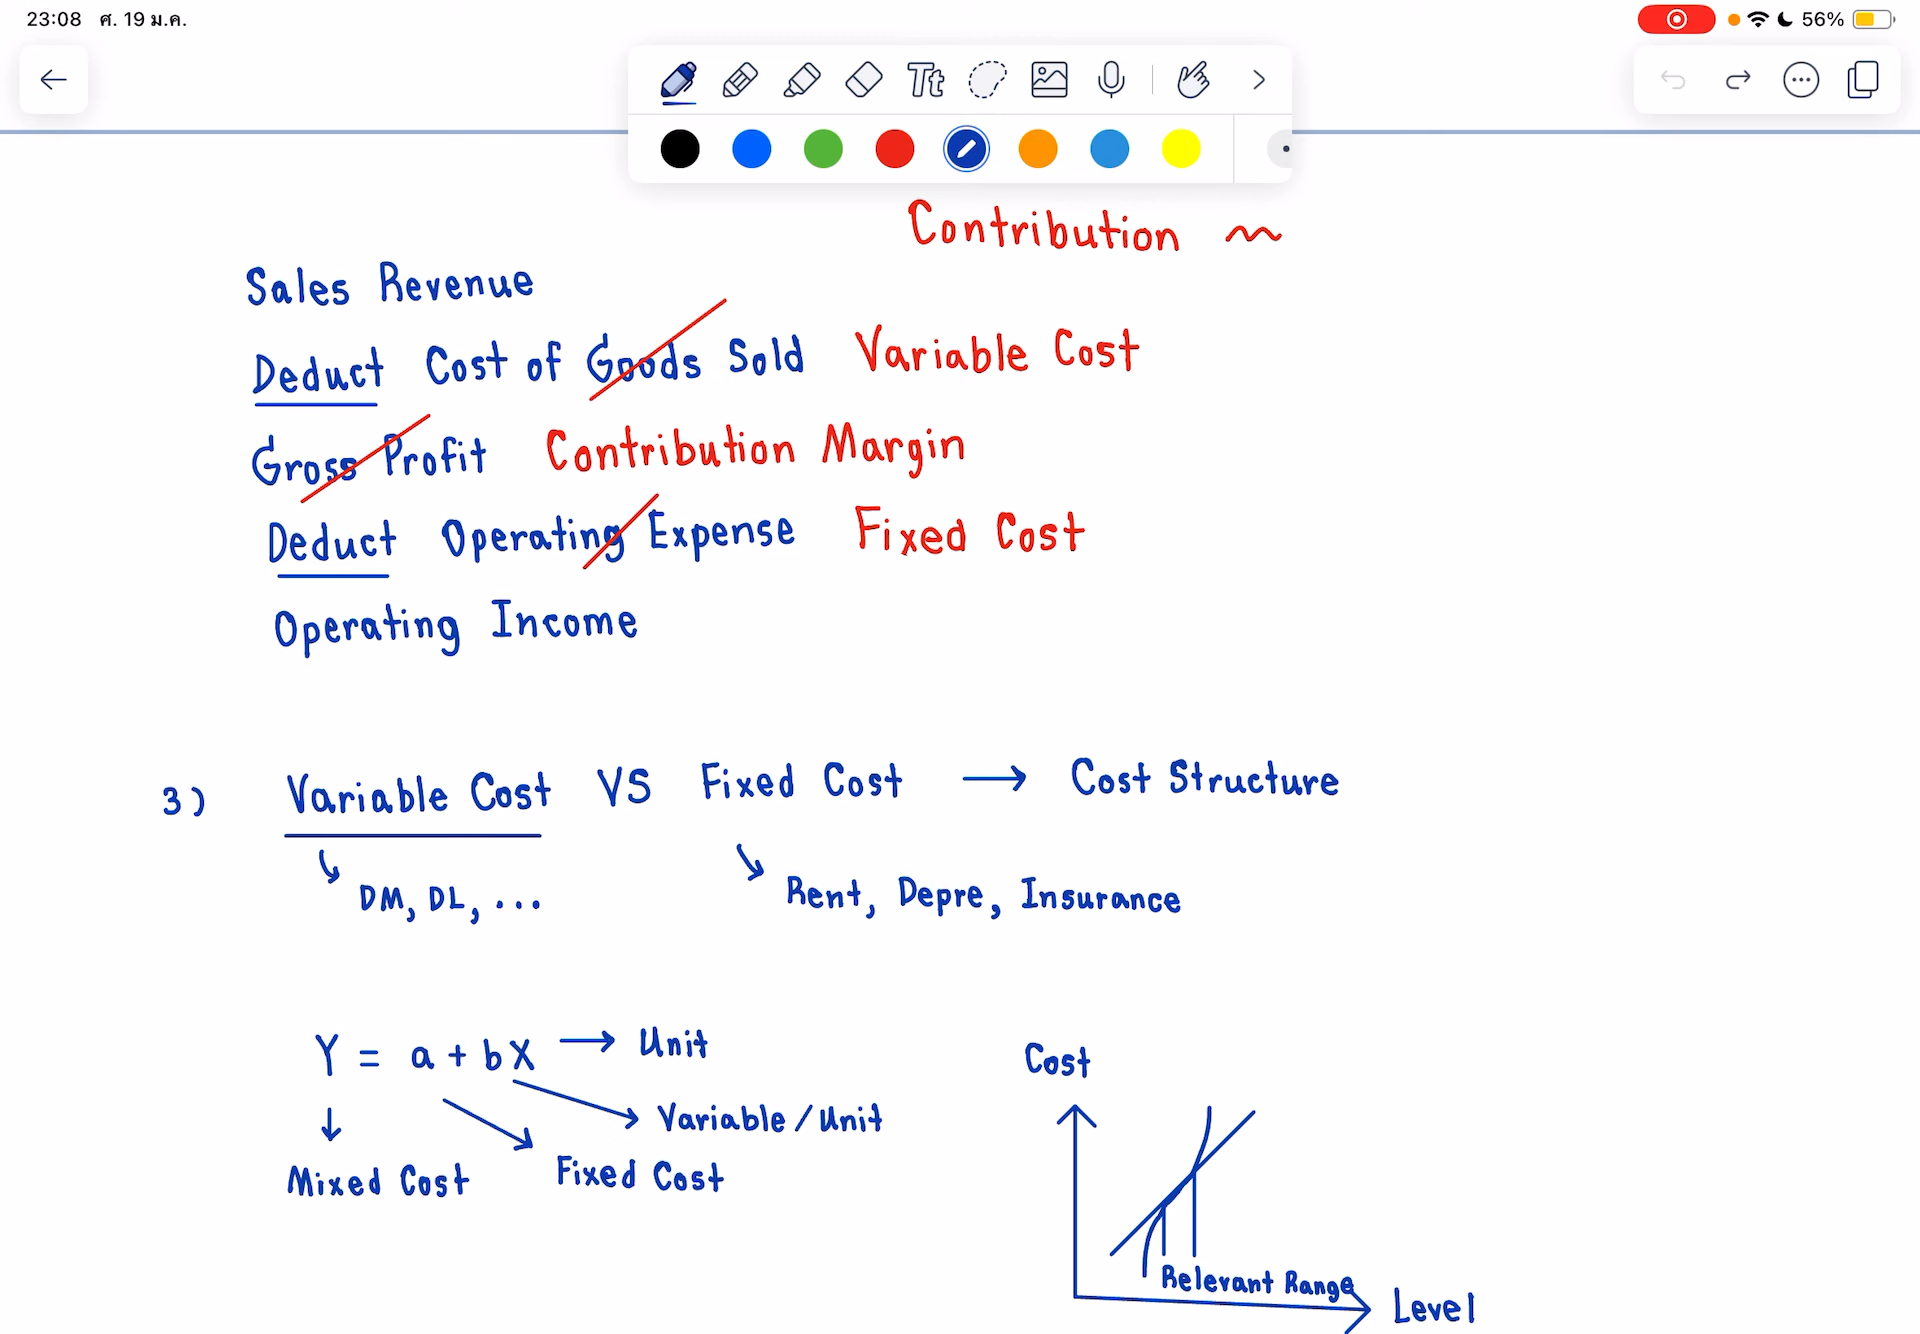 23:08 ศ. 19 ม.ค. 56%
Tt
Contribution
Sales Revenue
Deduct Cost of Goods Sold Variable Cost
Gross Profit Contribution Margin
Deduct Operating Expense Fixed Cost
Operating Income
3) Variable Cost VS Fixed Cost → Cost Structure
DM, DL, ... Rent, Depre, Insurance
Y = a + bX → Unit
Variable/Unit
Mixed Cost Fixed Cost
Cost
Relevant Range
Level